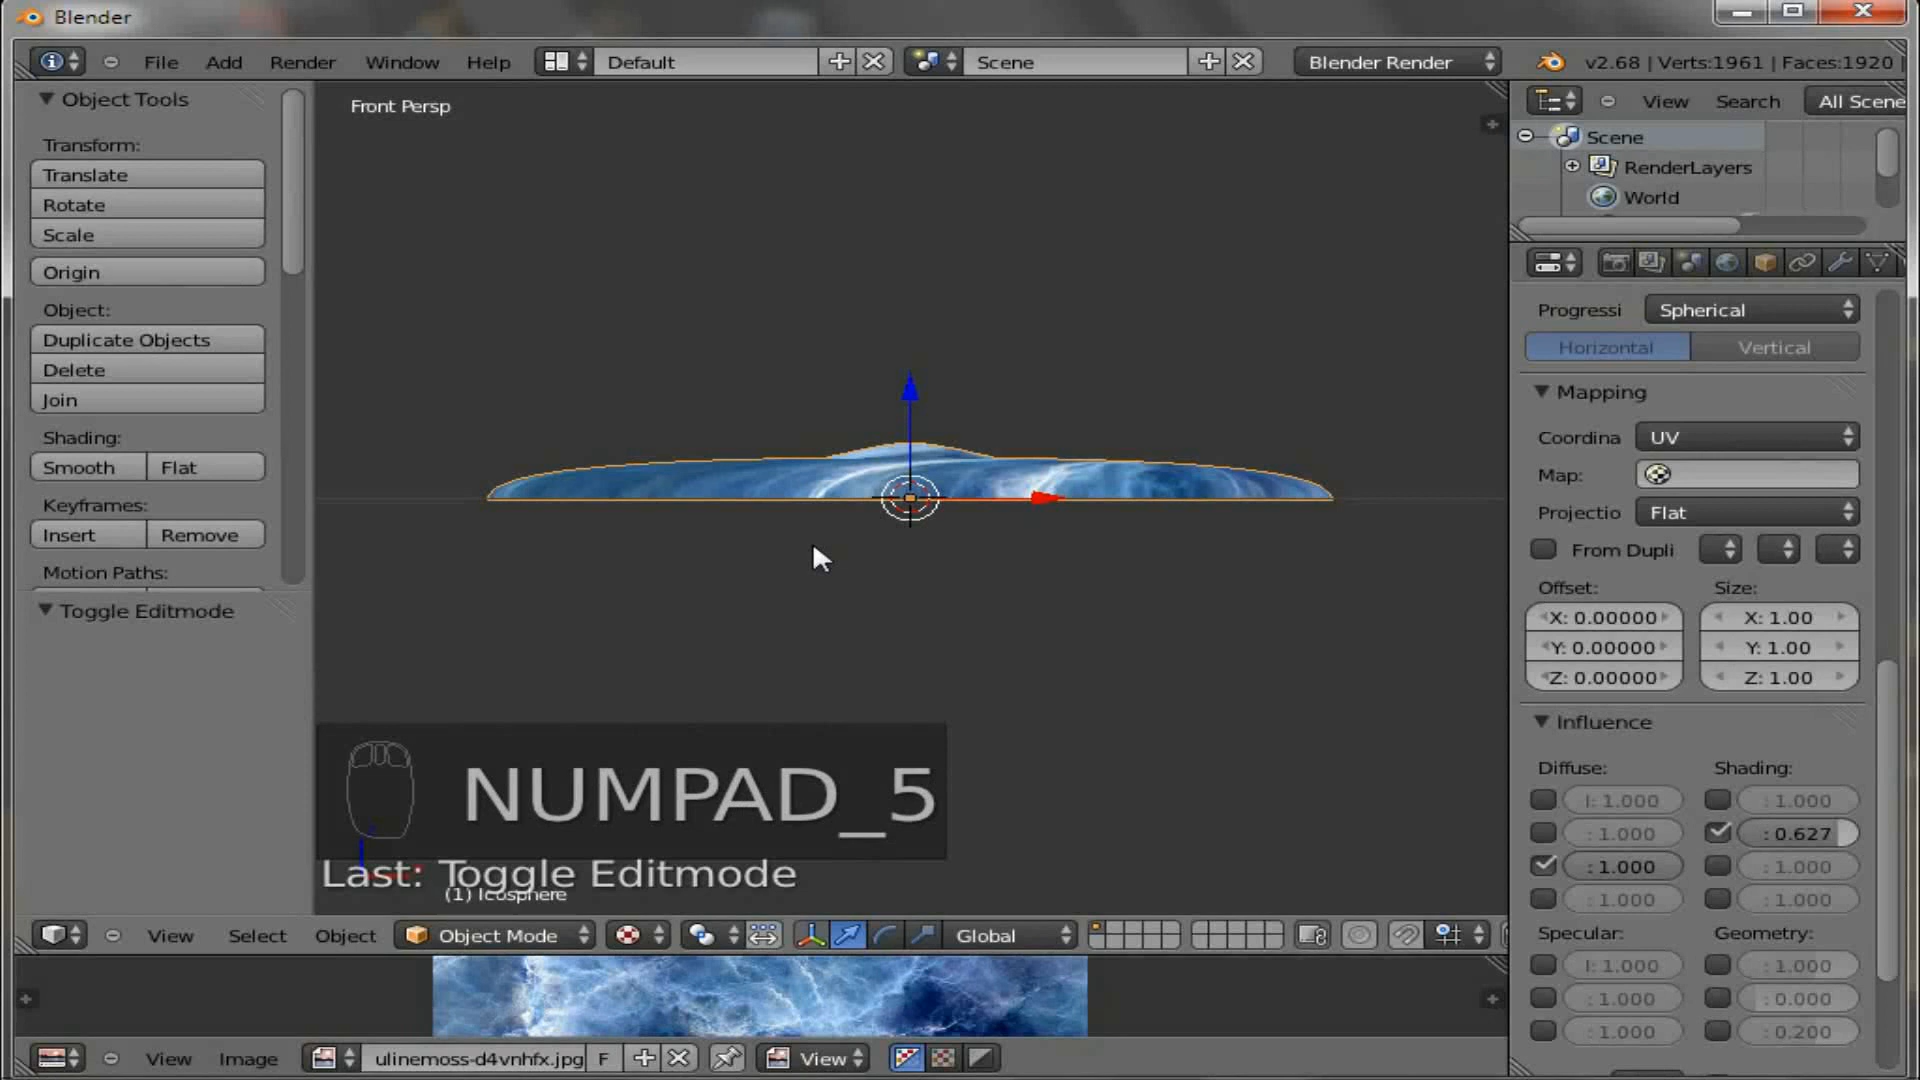 Blender
File Add Render Window Help Default Scene Blender Render v2.68 | Verts:1961 | Faces:1920 |
Object Tools
Transform:
Translate
Rotate
Scale
Origin
Object:
Duplicate Objects
Delete
Join
Shading:
Smooth Flat
Keyframes:
Insert Remove
Motion Paths:
Toggle Editmode
Front Persp
NUMPAD_5
Last: Toggle Editmode
(1) Icosphere
View Select Object Object Mode Global
View Image ulinemoss-d4vnhfx.jpg F View
View Search All Scene
Scene
RenderLayers
World
Progressi Spherical
Horizontal Vertical
Mapping
Coordina UV
Map:
Projectio Flat
From Dupli
Offset: Size:
X: 0.00000 X: 1.00
Y: 0.00000 Y: 1.00
Z: 0.00000 Z: 1.00
Influence
Diffuse: Shading:
I: 1.000 : 1.000
: 1.000 : 0.627
: 1.000 : 1.000
: 1.000 : 1.000
Specular: Geometry:
I: 1.000 : 1.000
: 1.000 : 0.000
: 1.000 : 0.200